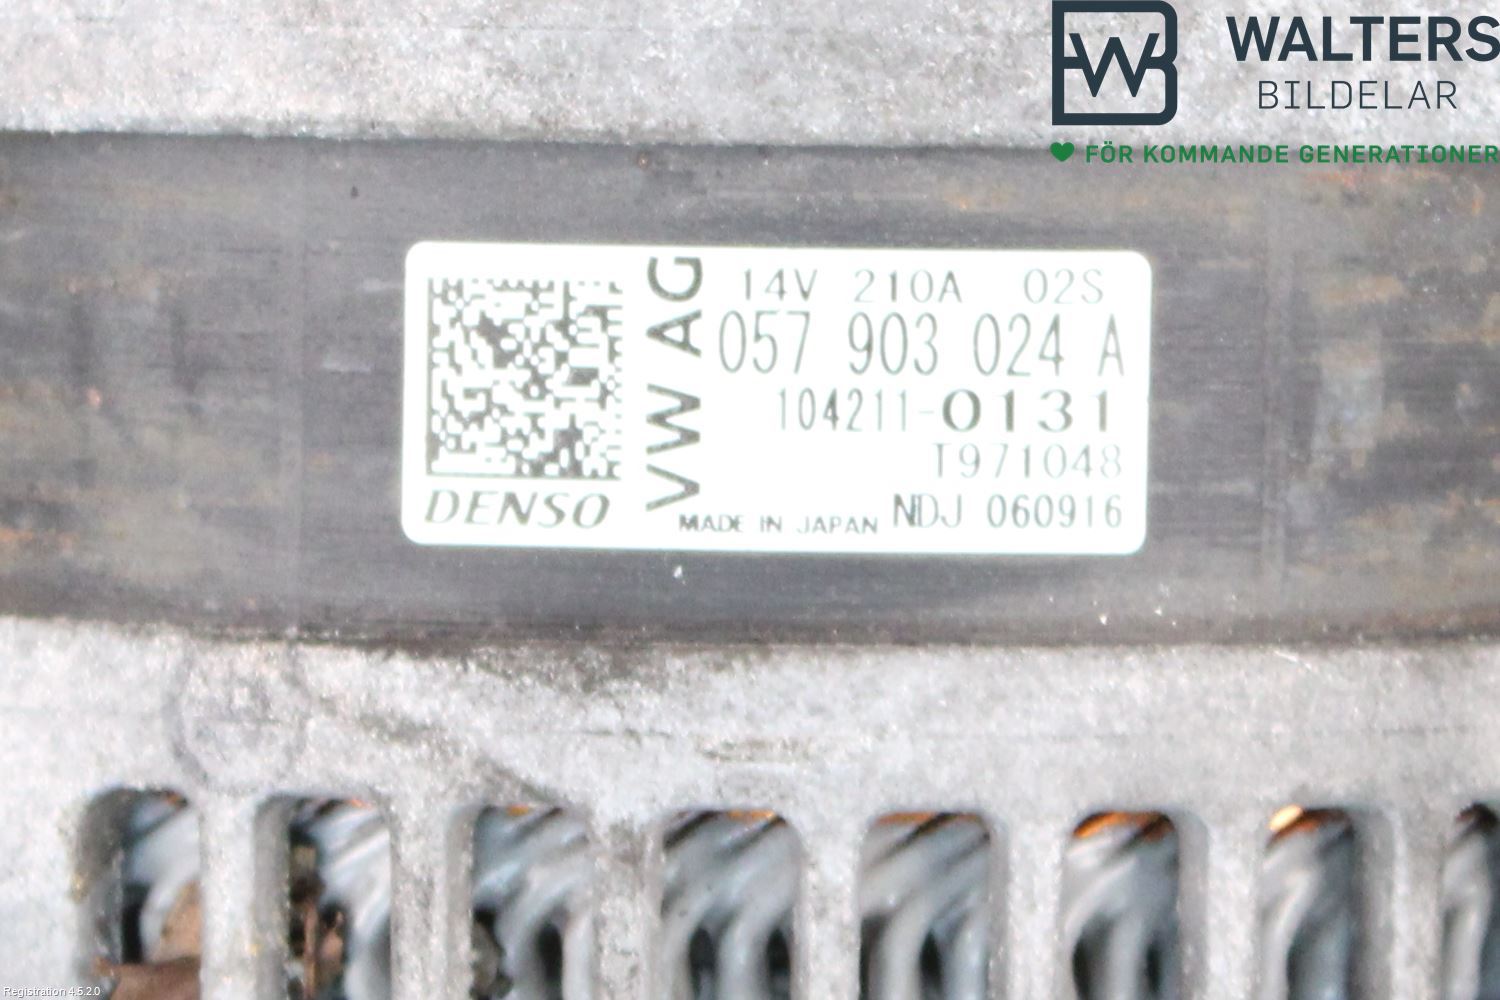 WALTERS
BILDELAR
FÖR KOMMANDE GENERATIONER
14V 210A 02S
VW AG
057 903 024 A
104211-0131
T971048
DENSO
MADE IN JAPAN NDJ 060916
Registration 4.5.2.0